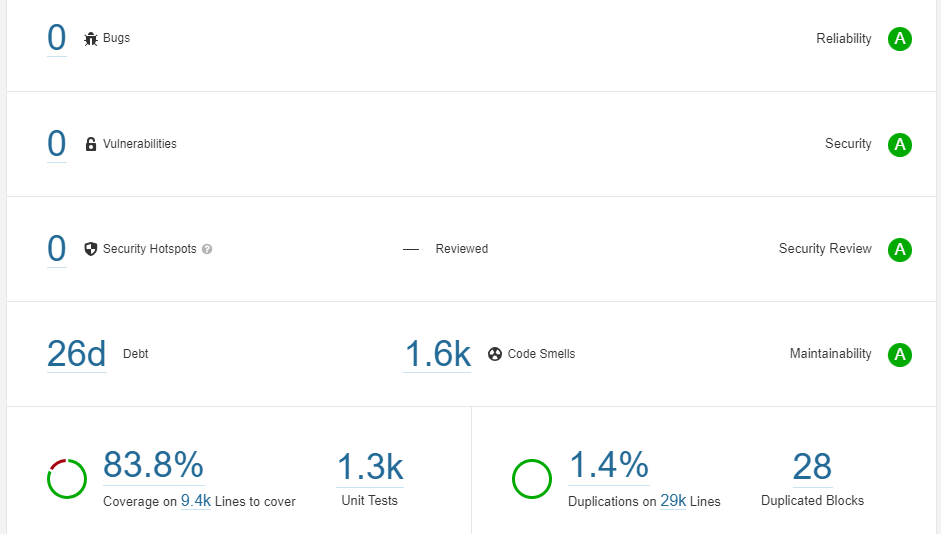 0 Bugs Reliability A
0 Vulnerabilities Security A
0 Security Hotspots ? — Reviewed Security Review A
26d Debt 1.6k Code Smells Maintainability A
83.8% 1.3k 1.4% 28
Coverage on 9.4k Lines to cover Unit Tests Duplications on 29k Lines Duplicated Blocks